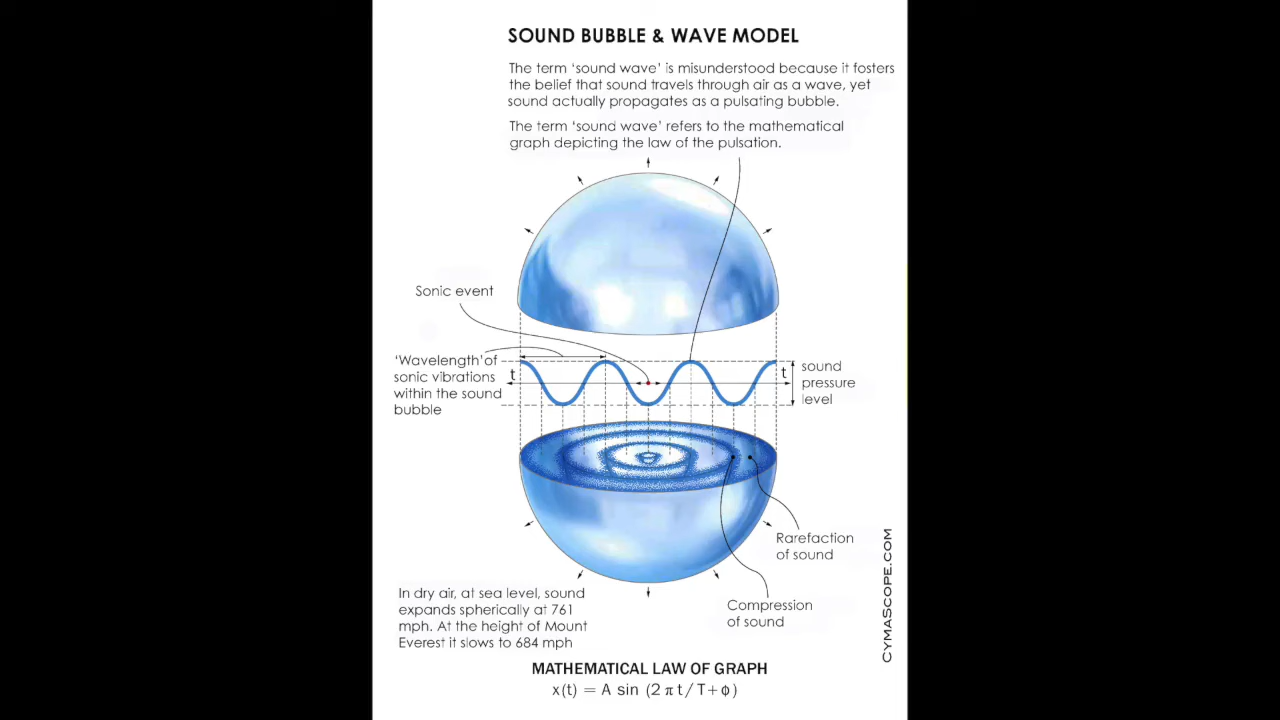 SOUND BUBBLE & WAVE MODEL
The term ‘sound wave’ is misunderstood because it fosters
the belief that sound travels through air as a wave, yet
sound actually propagates as a pulsating bubble.
The term ‘sound wave’ refers to the mathematical
graph depicting the law of the pulsation.
Sonic event
‘Wavelength’ of
sonic vibrations
within the sound
bubble
t
t
sound
pressure
level
Rarefaction
of sound
Compression
of sound
In dry air, at sea level, sound
expands spherically at 761
mph. At the height of Mount
Everest it slows to 684 mph
CYMASCOPE.COM
MATHEMATICAL LAW OF GRAPH
x(t) = A sin (2 π t/T+ϕ)